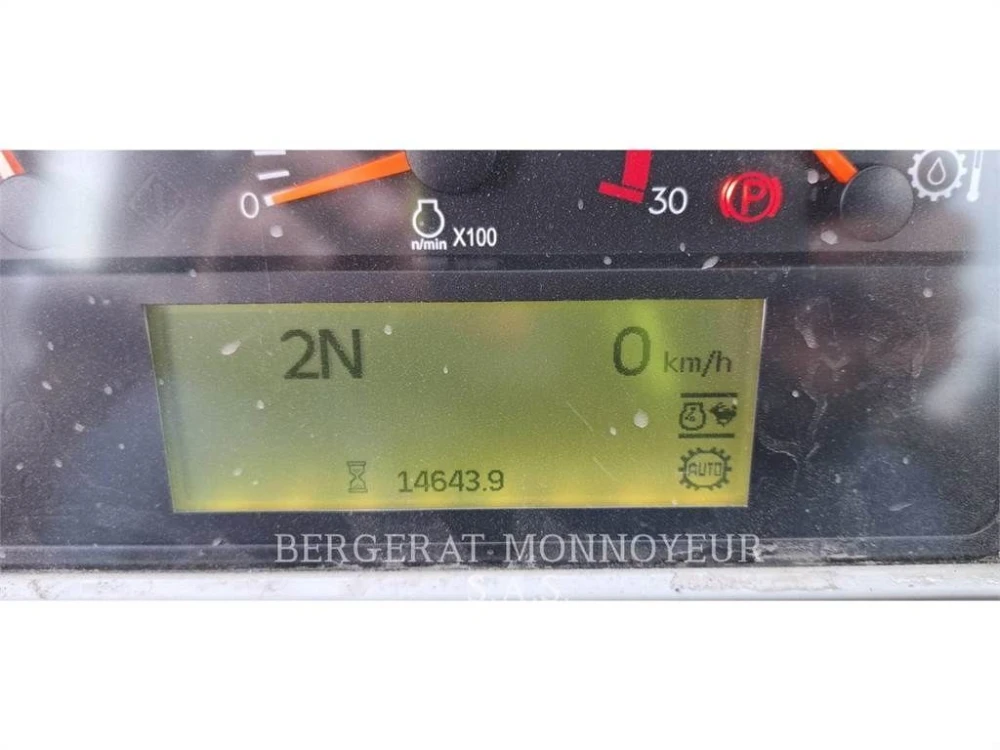 0
30
P
n/min X100
2N 0 km/h
14643.9
AUTO
BERGERAT MONNOYEUR
S.A.S.